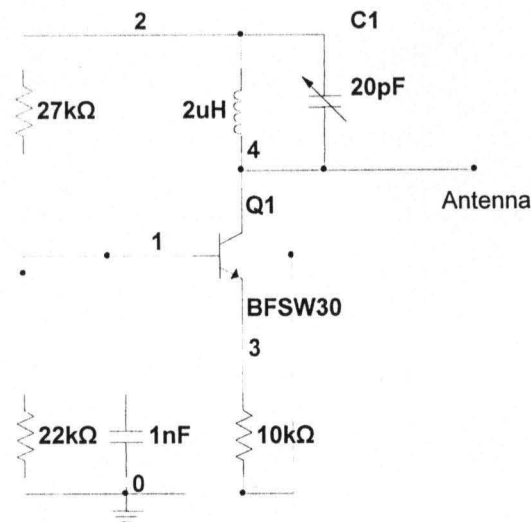 2
C1
27kΩ
2uH
20pF
4
Q1
Antenna
1
BFSW30
3
22kΩ
1nF
10kΩ
0